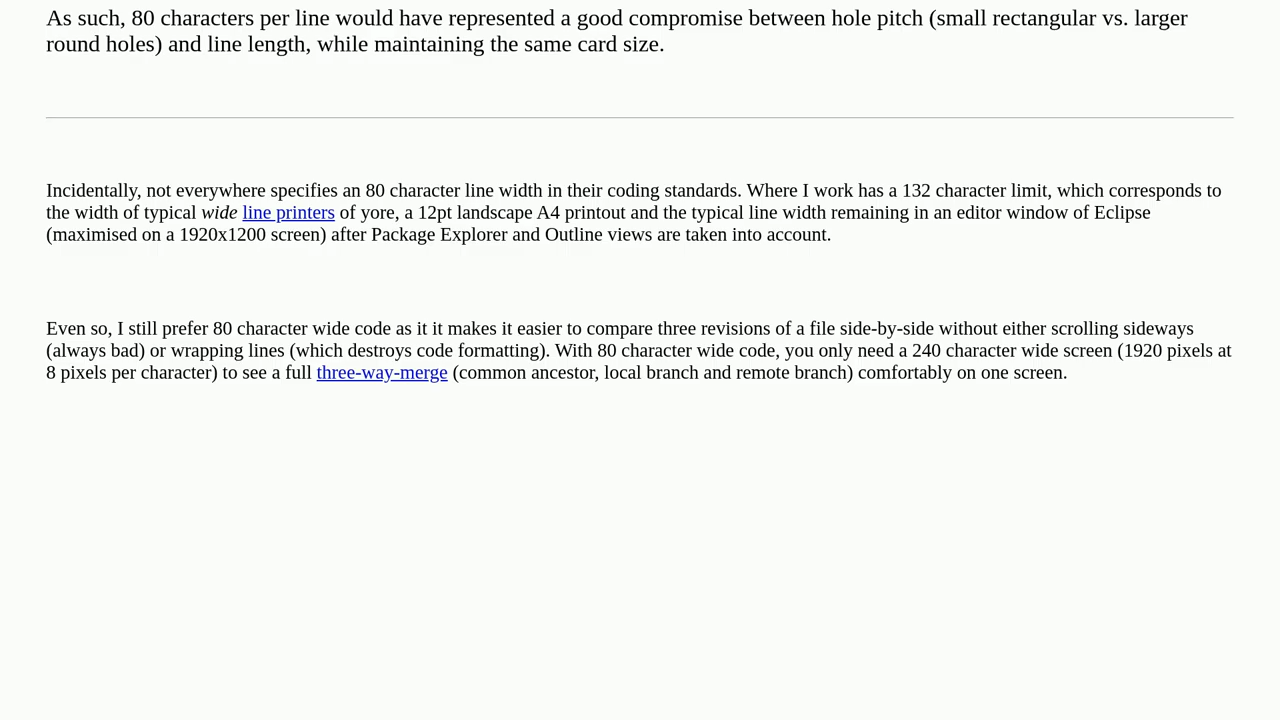 As such, 80 characters per line would have represented a good compromise between hole pitch (small rectangular vs. larger
round holes) and line length, while maintaining the same card size.
Incidentally, not everywhere specifies an 80 character line width in their coding standards. Where I work has a 132 character limit, which corresponds to
the width of typical wide line printers of yore, a 12pt landscape A4 printout and the typical line width remaining in an editor window of Eclipse
(maximised on a 1920x1200 screen) after Package Explorer and Outline views are taken into account.
Even so, I still prefer 80 character wide code as it it makes it easier to compare three revisions of a file side-by-side without either scrolling sideways
(always bad) or wrapping lines (which destroys code formatting). With 80 character wide code, you only need a 240 character wide screen (1920 pixels at
8 pixels per character) to see a full three-way-merge (common ancestor, local branch and remote branch) comfortably on one screen.